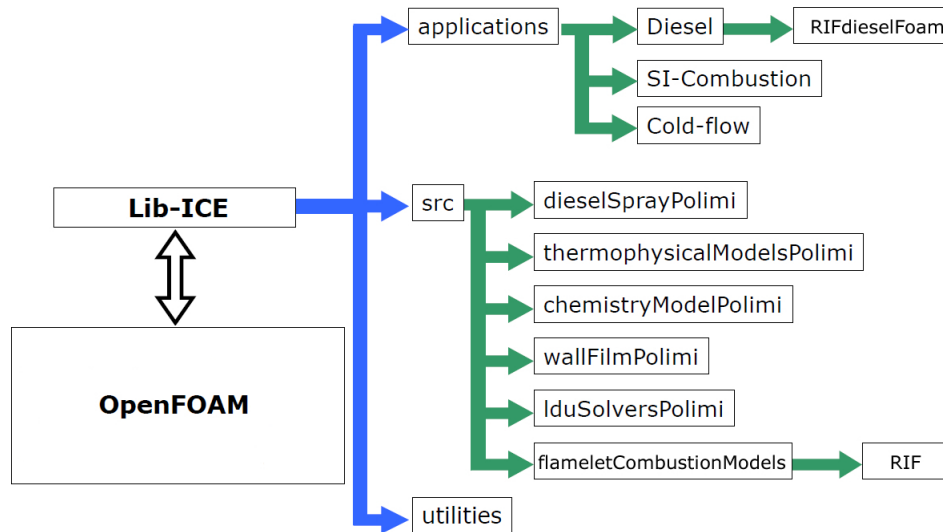 applications
Diesel
RIFdieselFoam
SI-Combustion
Cold-flow
Lib-ICE
src
dieselSprayPolimi
thermophysicalModelsPolimi
chemistryModelPolimi
wallFilmPolimi
OpenFOAM
lduSolversPolimi
flameletCombustionModels
RIF
utilities